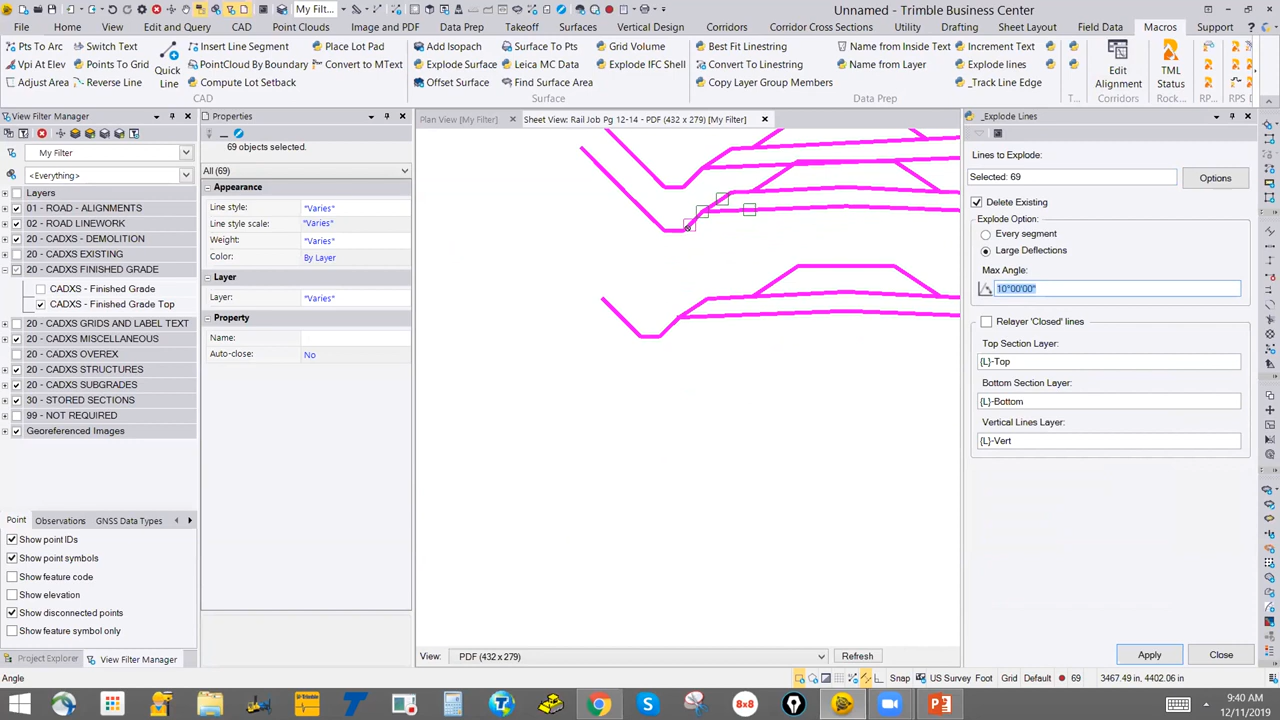 My Filt...
Unnamed - Trimble Business Center
File
Home
View
Edit and Query
CAD
Point Clouds
Image and PDF
Data Prep
Takeoff
Surfaces
Vertical Design
Corridors
Corridor Cross Sections
Utility
Drafting
Sheet Layout
Field Data
Macros
Support
Pts To Arc
Switch Text
Insert Line Segment
Place Lot Pad
Add Isopach
Surface To Pts
Grid Volume
Best Fit Linestring
Name from Inside Text
Increment Text
Vpi At Elev
Points To Grid
PointCloud By Boundary
Convert To MText
Explode Surface
Leica MC Data
Explode IFC Shell
Convert To Linestring
Name from Layer
Explode lines
Adjust Area
Reverse Line
Quick Line
Compute Lot Setback
Offset Surface
Find Surface Area
Copy Layer Group Members
_Track Line Edge
Edit Alignment
TML Status
CAD
Surface
Data Prep
T...
Rock...
RP...
RPS D
View Filter Manager
Properties
Plan View [My Filter]
Sheet View: Rail Job Pg 12-14 - PDF (432 x 279) [My Filter]
_Explode Lines
My Filter
<Everything>
Layers
01 - ROAD - ALIGNMENTS
02 - ROAD LINEWORK
20 - CADXS - DEMOLITION
20 - CADXS EXISTING
20 - CADXS FINISHED GRADE
CADXS - Finished Grade
CADXS - Finished Grade Top
20 - CADXS GRIDS AND LABEL TEXT
20 - CADXS MISCELLANEOUS
20 - CADXS OVEREX
20 - CADXS STRUCTURES
20 - CADXS SUBGRADES
30 - STORED SECTIONS
99 - NOT REQUIRED
Georeferenced Images
Point
Observations
GNSS Data Types
Show point IDs
Show point symbols
Show feature code
Show elevation
Show disconnected points
Show feature symbol only
Project Explorer
View Filter Manager
69 objects selected.
All (69)
Appearance
Line style: *Varies*
Line style scale: *Varies*
Weight: *Varies*
Color: By Layer
Layer
Layer: *Varies*
Property
Name:
Auto-close: No
Lines to Explode:
Selected: 69
Options
Delete Existing
Explode Option:
Every segment
Large Deflections
Max Angle:
10°00'00"
Relayer 'Closed' lines
Top Section Layer:
{L}-Top
Bottom Section Layer:
{L}-Bottom
Vertical Lines Layer:
{L}-Vert
Apply
Close
View:
PDF (432 x 279)
Refresh
Angle
Snap
US Survey Foot
Grid
Default
69
3467.49 in, 4402.06 in
8x8
9:40 AM
12/11/2019